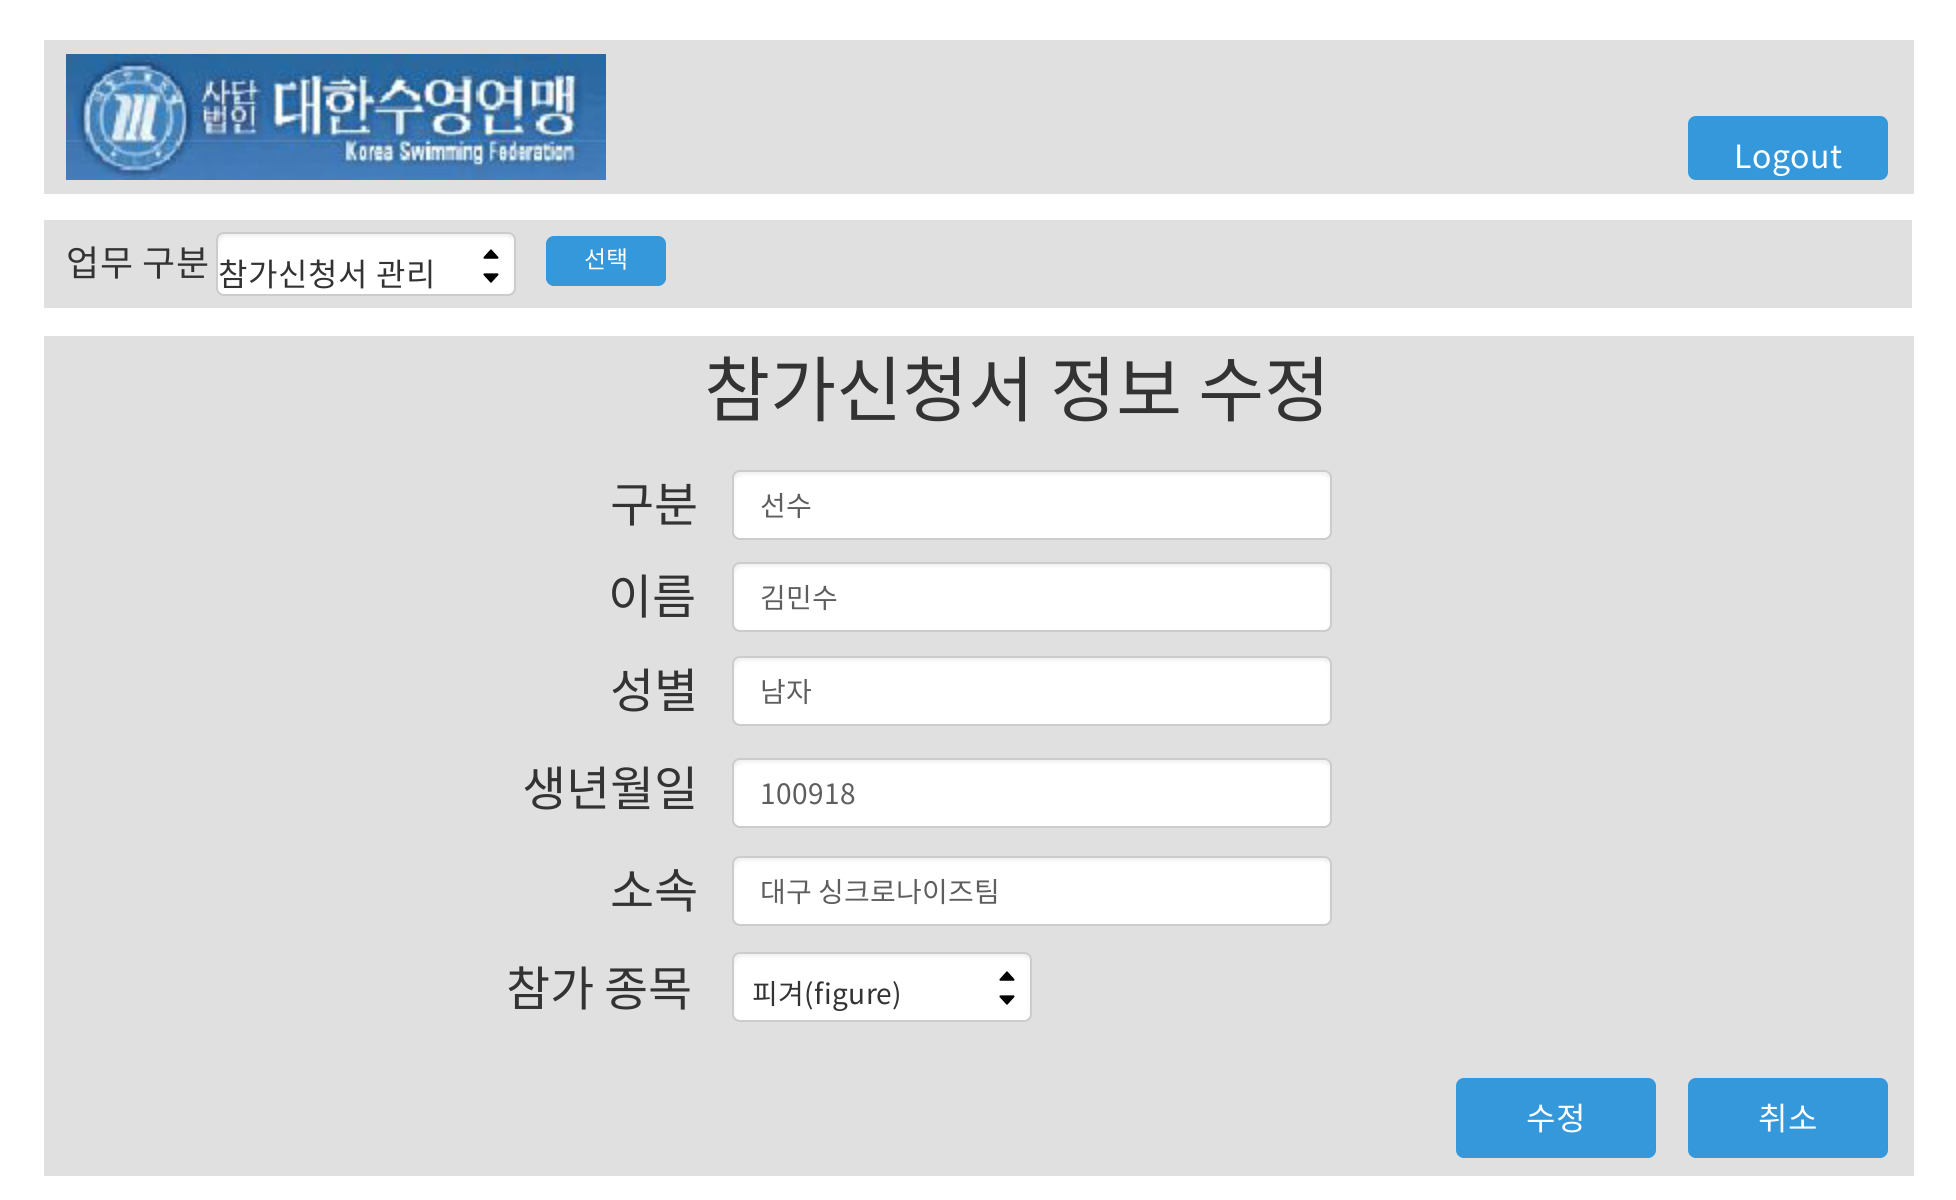 사단법인 대한수영연맹
Korea Swimming Federation
Logout
업무 구분 참가신청서 관리 선택
참가신청서 정보 수정
구분 선수
이름 김민수
성별 남자
생년월일 100918
소속 대구 싱크로나이즈팀
참가 종목 피겨(figure)
수정 취소